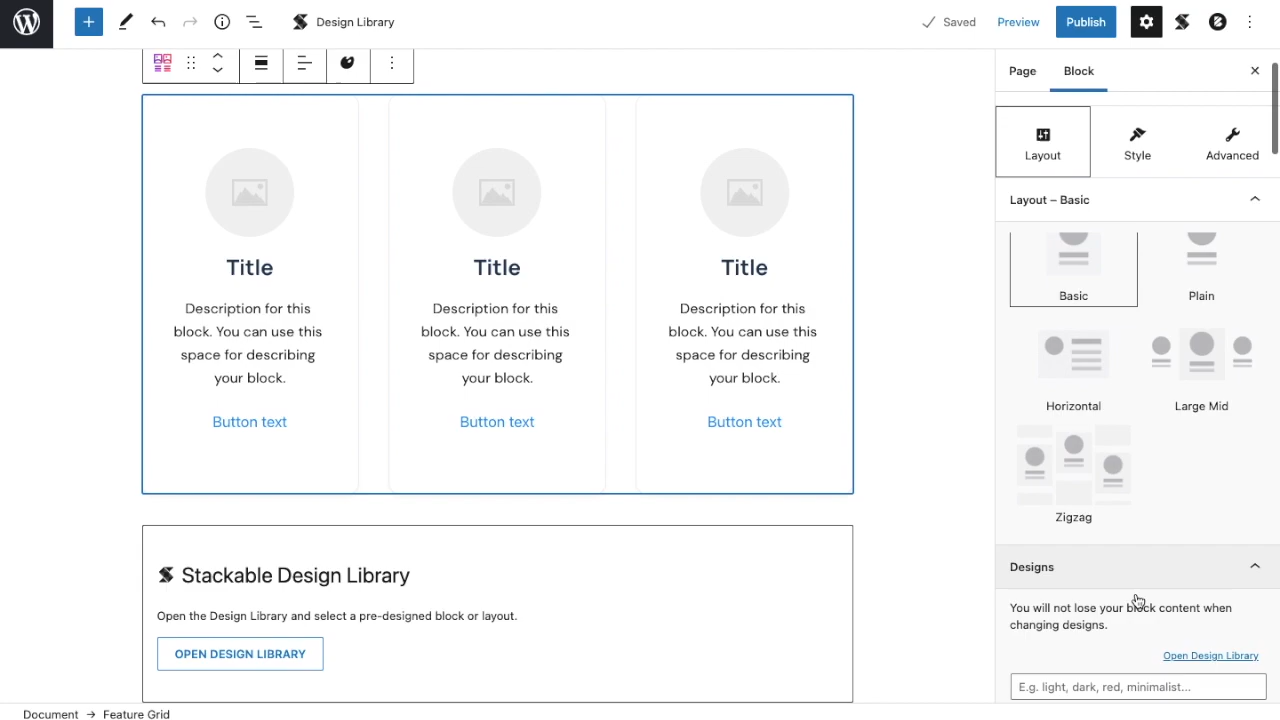 Design Library
Saved
Preview
Publish
Page
Block
Layout
Style
Advanced
Layout – Basic
Basic
Plain
Horizontal
Large Mid
Zigzag
Designs
You will not lose your block content when
changing designs.
Open Design Library
E.g. light, dark, red, minimalist...
Title
Description for this
block. You can use this
space for describing
your block.
Button text
Title
Description for this
block. You can use this
space for describing
your block.
Button text
Title
Description for this
block. You can use this
space for describing
your block.
Button text
Stackable Design Library
Open the Design Library and select a pre-designed block or layout.
OPEN DESIGN LIBRARY
Document → Feature Grid